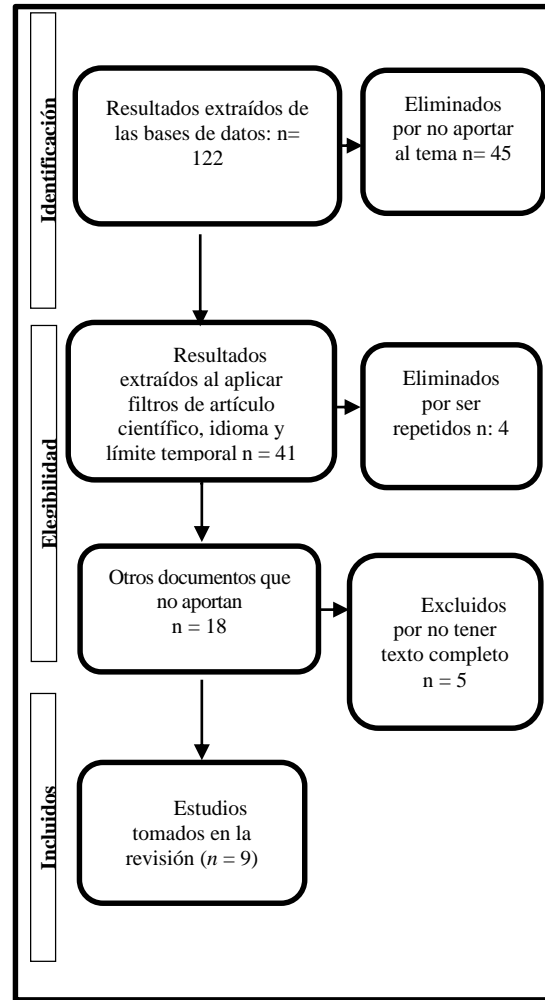 Identificación
Resultados extraídos de
las bases de datos: n=
122
Eliminados
por no aportar
al tema n= 45
Elegibilidad
Resultados
extraídos al aplicar
filtros de artículo
científico, idioma y
límite temporal n = 41
Eliminados
por ser
repetidos n: 4
Otros documentos que
no aportan
n = 18
Excluidos
por no tener
texto completo
n = 5
Incluidos
Estudios
tomados en la
revisión (n = 9)